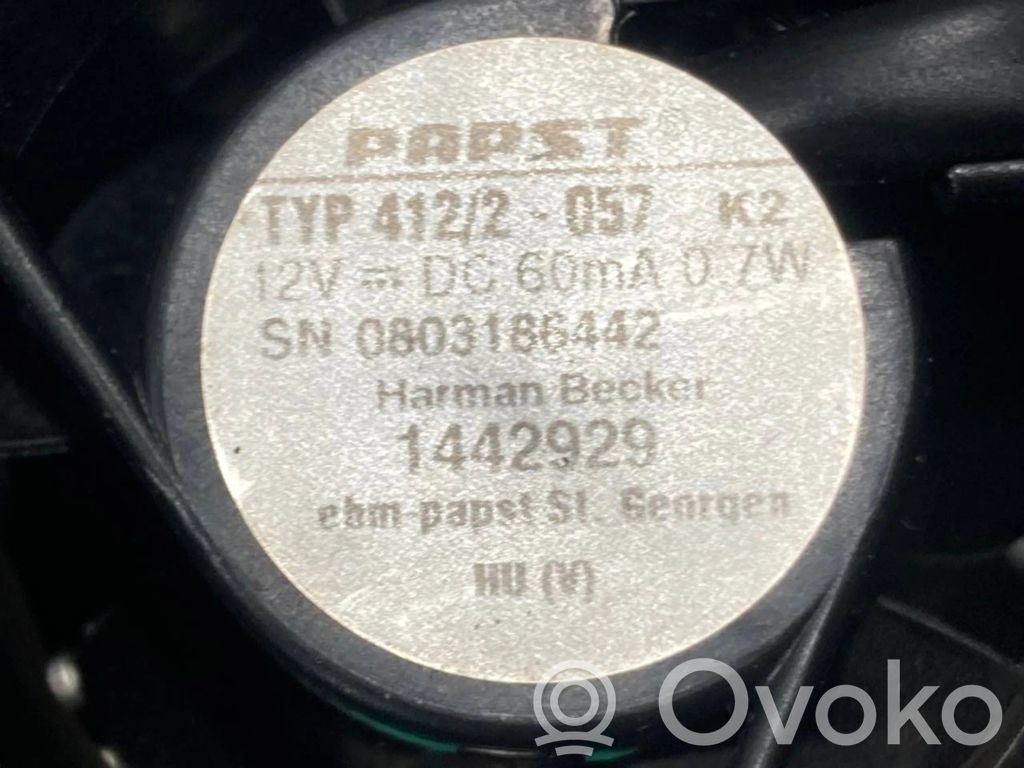 PAPST
TYP 412/2 - 057 K2
12V ⎓ DC 60mA 0.7W
SN 0803186442
Harman Becker
1442929
ebm-papst St. Georgen
HU (V)
Ovoko